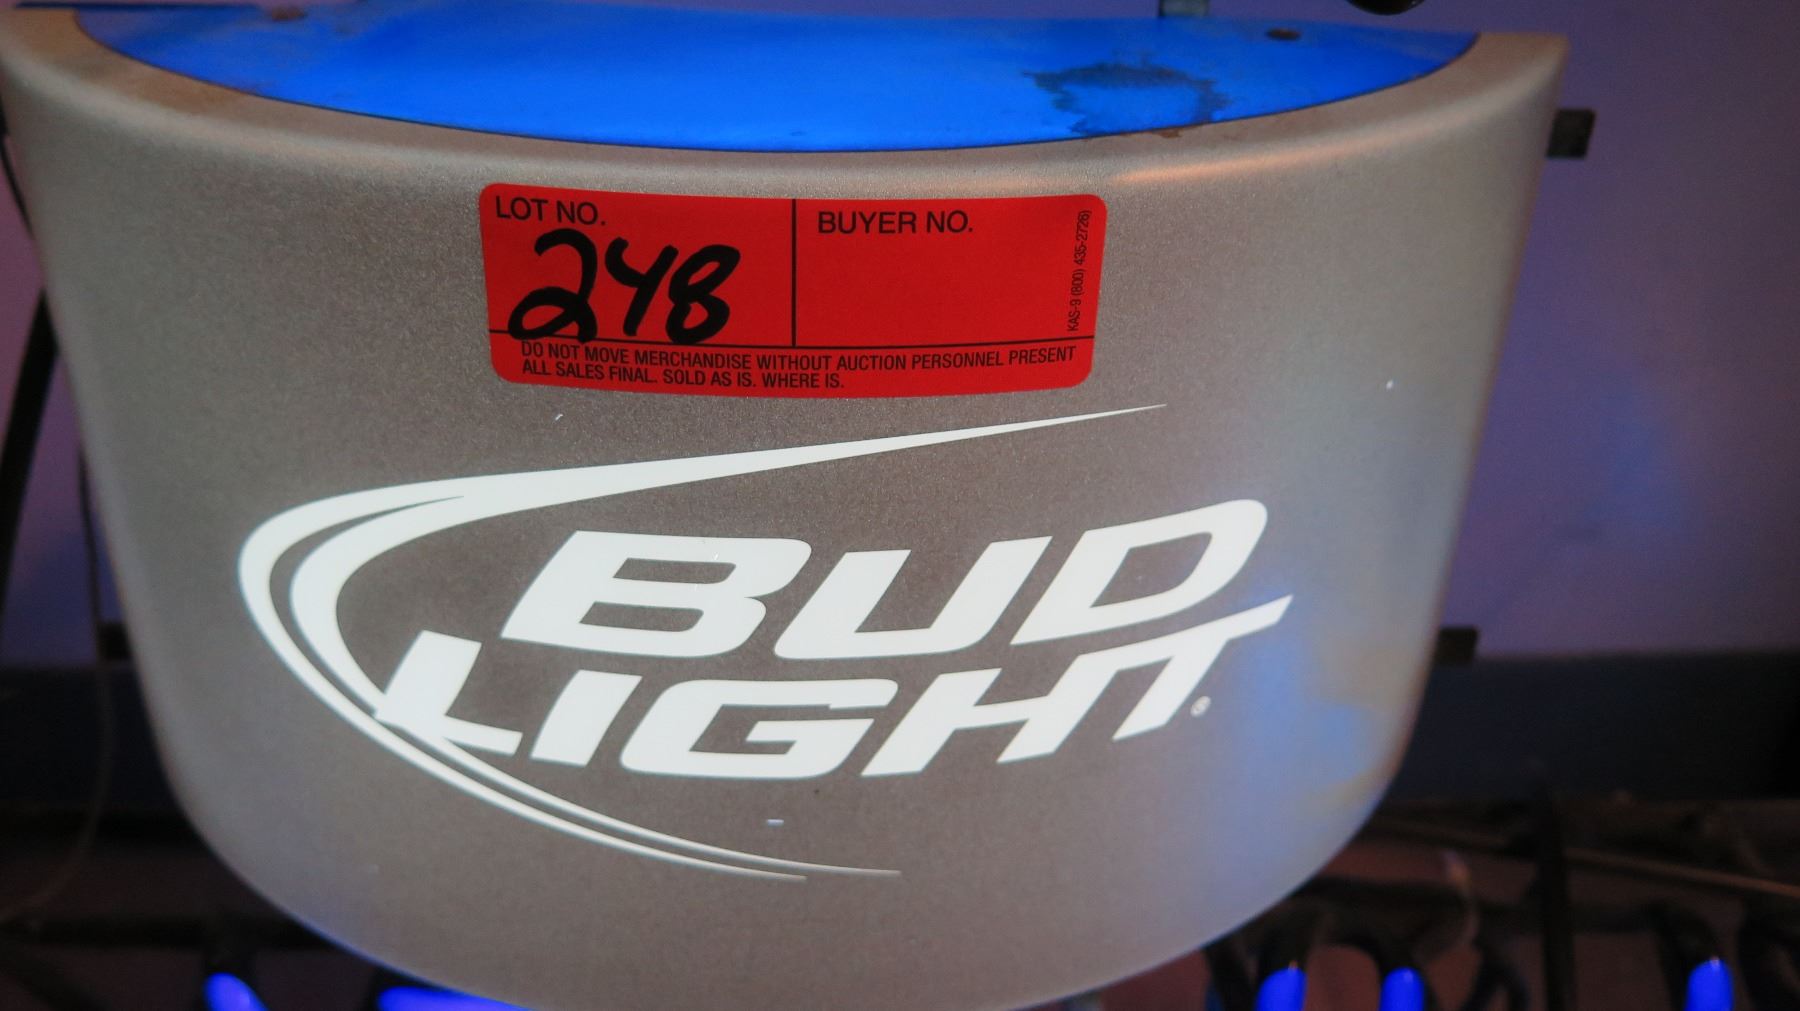 LOT NO.
248
BUYER NO.
KAS-9 (800) 435-2726)
DO NOT MOVE MERCHANDISE WITHOUT AUCTION PERSONNEL PRESENT
ALL SALES FINAL. SOLD AS IS. WHERE IS.
BUD
LIGHT®